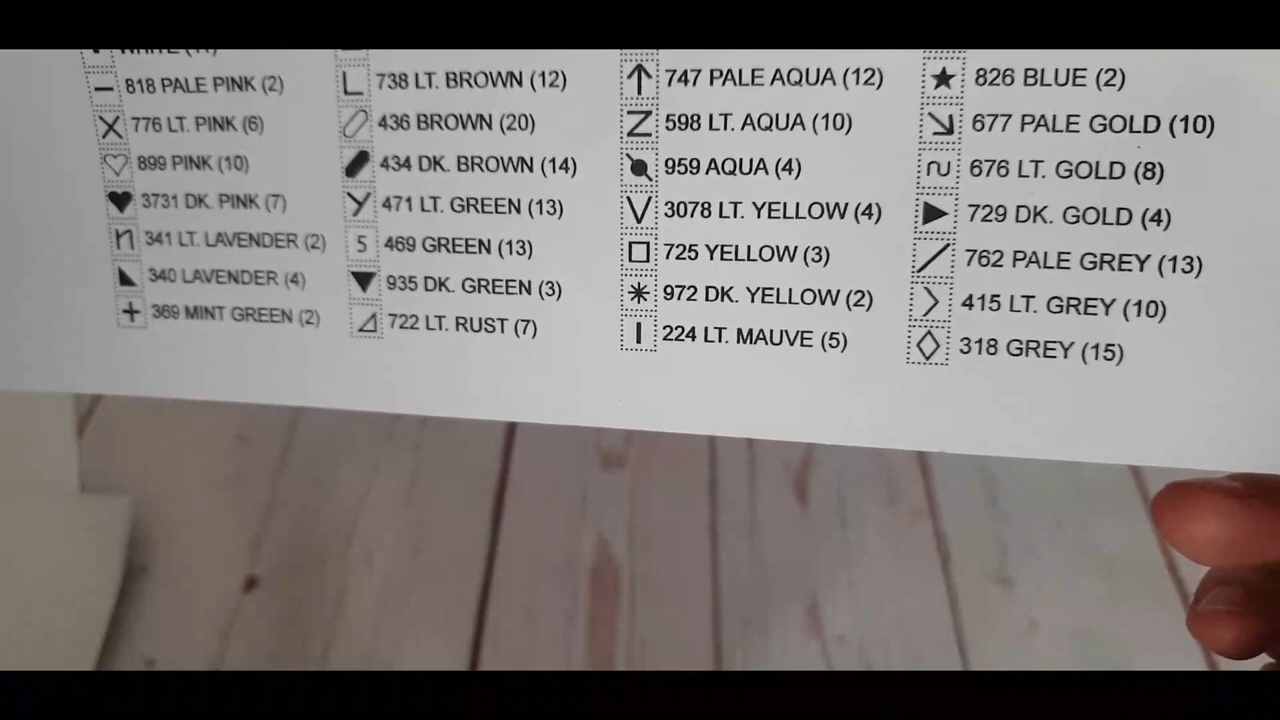 818 PALE PINK (2)
776 LT. PINK (6)
899 PINK (10)
3731 DK. PINK (7)
341 LT. LAVENDER (2)
340 LAVENDER (4)
369 MINT GREEN (2)
738 LT. BROWN (12)
436 BROWN (20)
434 DK. BROWN (14)
471 LT. GREEN (13)
5 469 GREEN (13)
935 DK. GREEN (3)
722 LT. RUST (7)
747 PALE AQUA (12)
598 LT. AQUA (10)
959 AQUA (4)
3078 LT. YELLOW (4)
725 YELLOW (3)
972 DK. YELLOW (2)
224 LT. MAUVE (5)
826 BLUE (2)
677 PALE GOLD (10)
676 LT. GOLD (8)
729 DK. GOLD (4)
762 PALE GREY (13)
415 LT. GREY (10)
318 GREY (15)